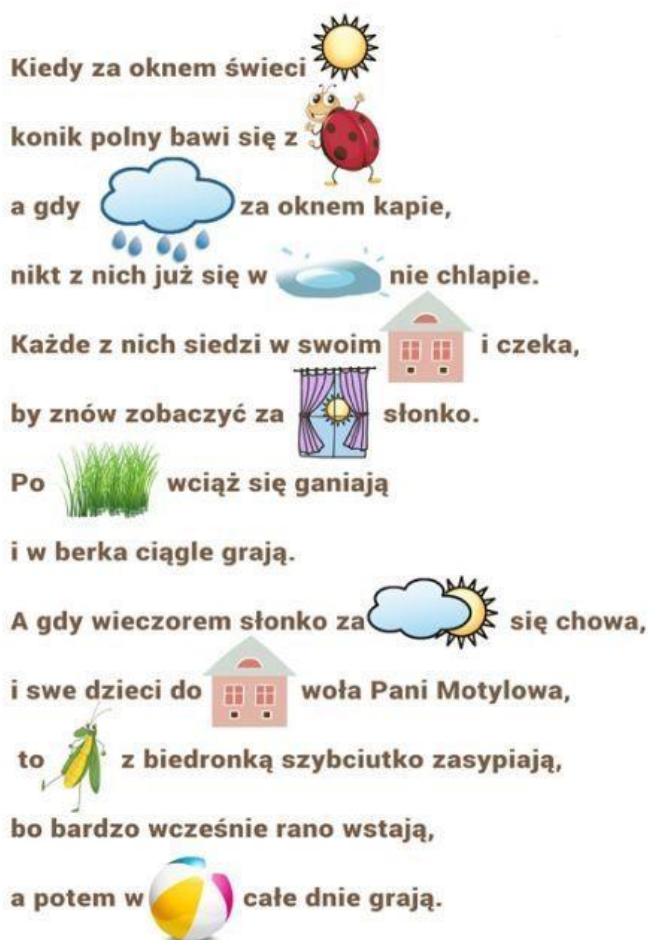 Kiedy za oknem świeci
konik polny bawi się z
a gdy za oknem kapie,
nikt z nich już się w nie chlapie.
Każde z nich siedzi w swoim i czeka,
by znów zobaczyć za słonko.
Po wciąż się ganiają
i w berka ciągle grają.
A gdy wieczorem słonko za się chowa,
i swe dzieci do woła Pani Motylowa,
to z biedronką szybciutko zasypiają,
bo bardzo wcześnie rano wstają,
a potem w całe dnie grają.